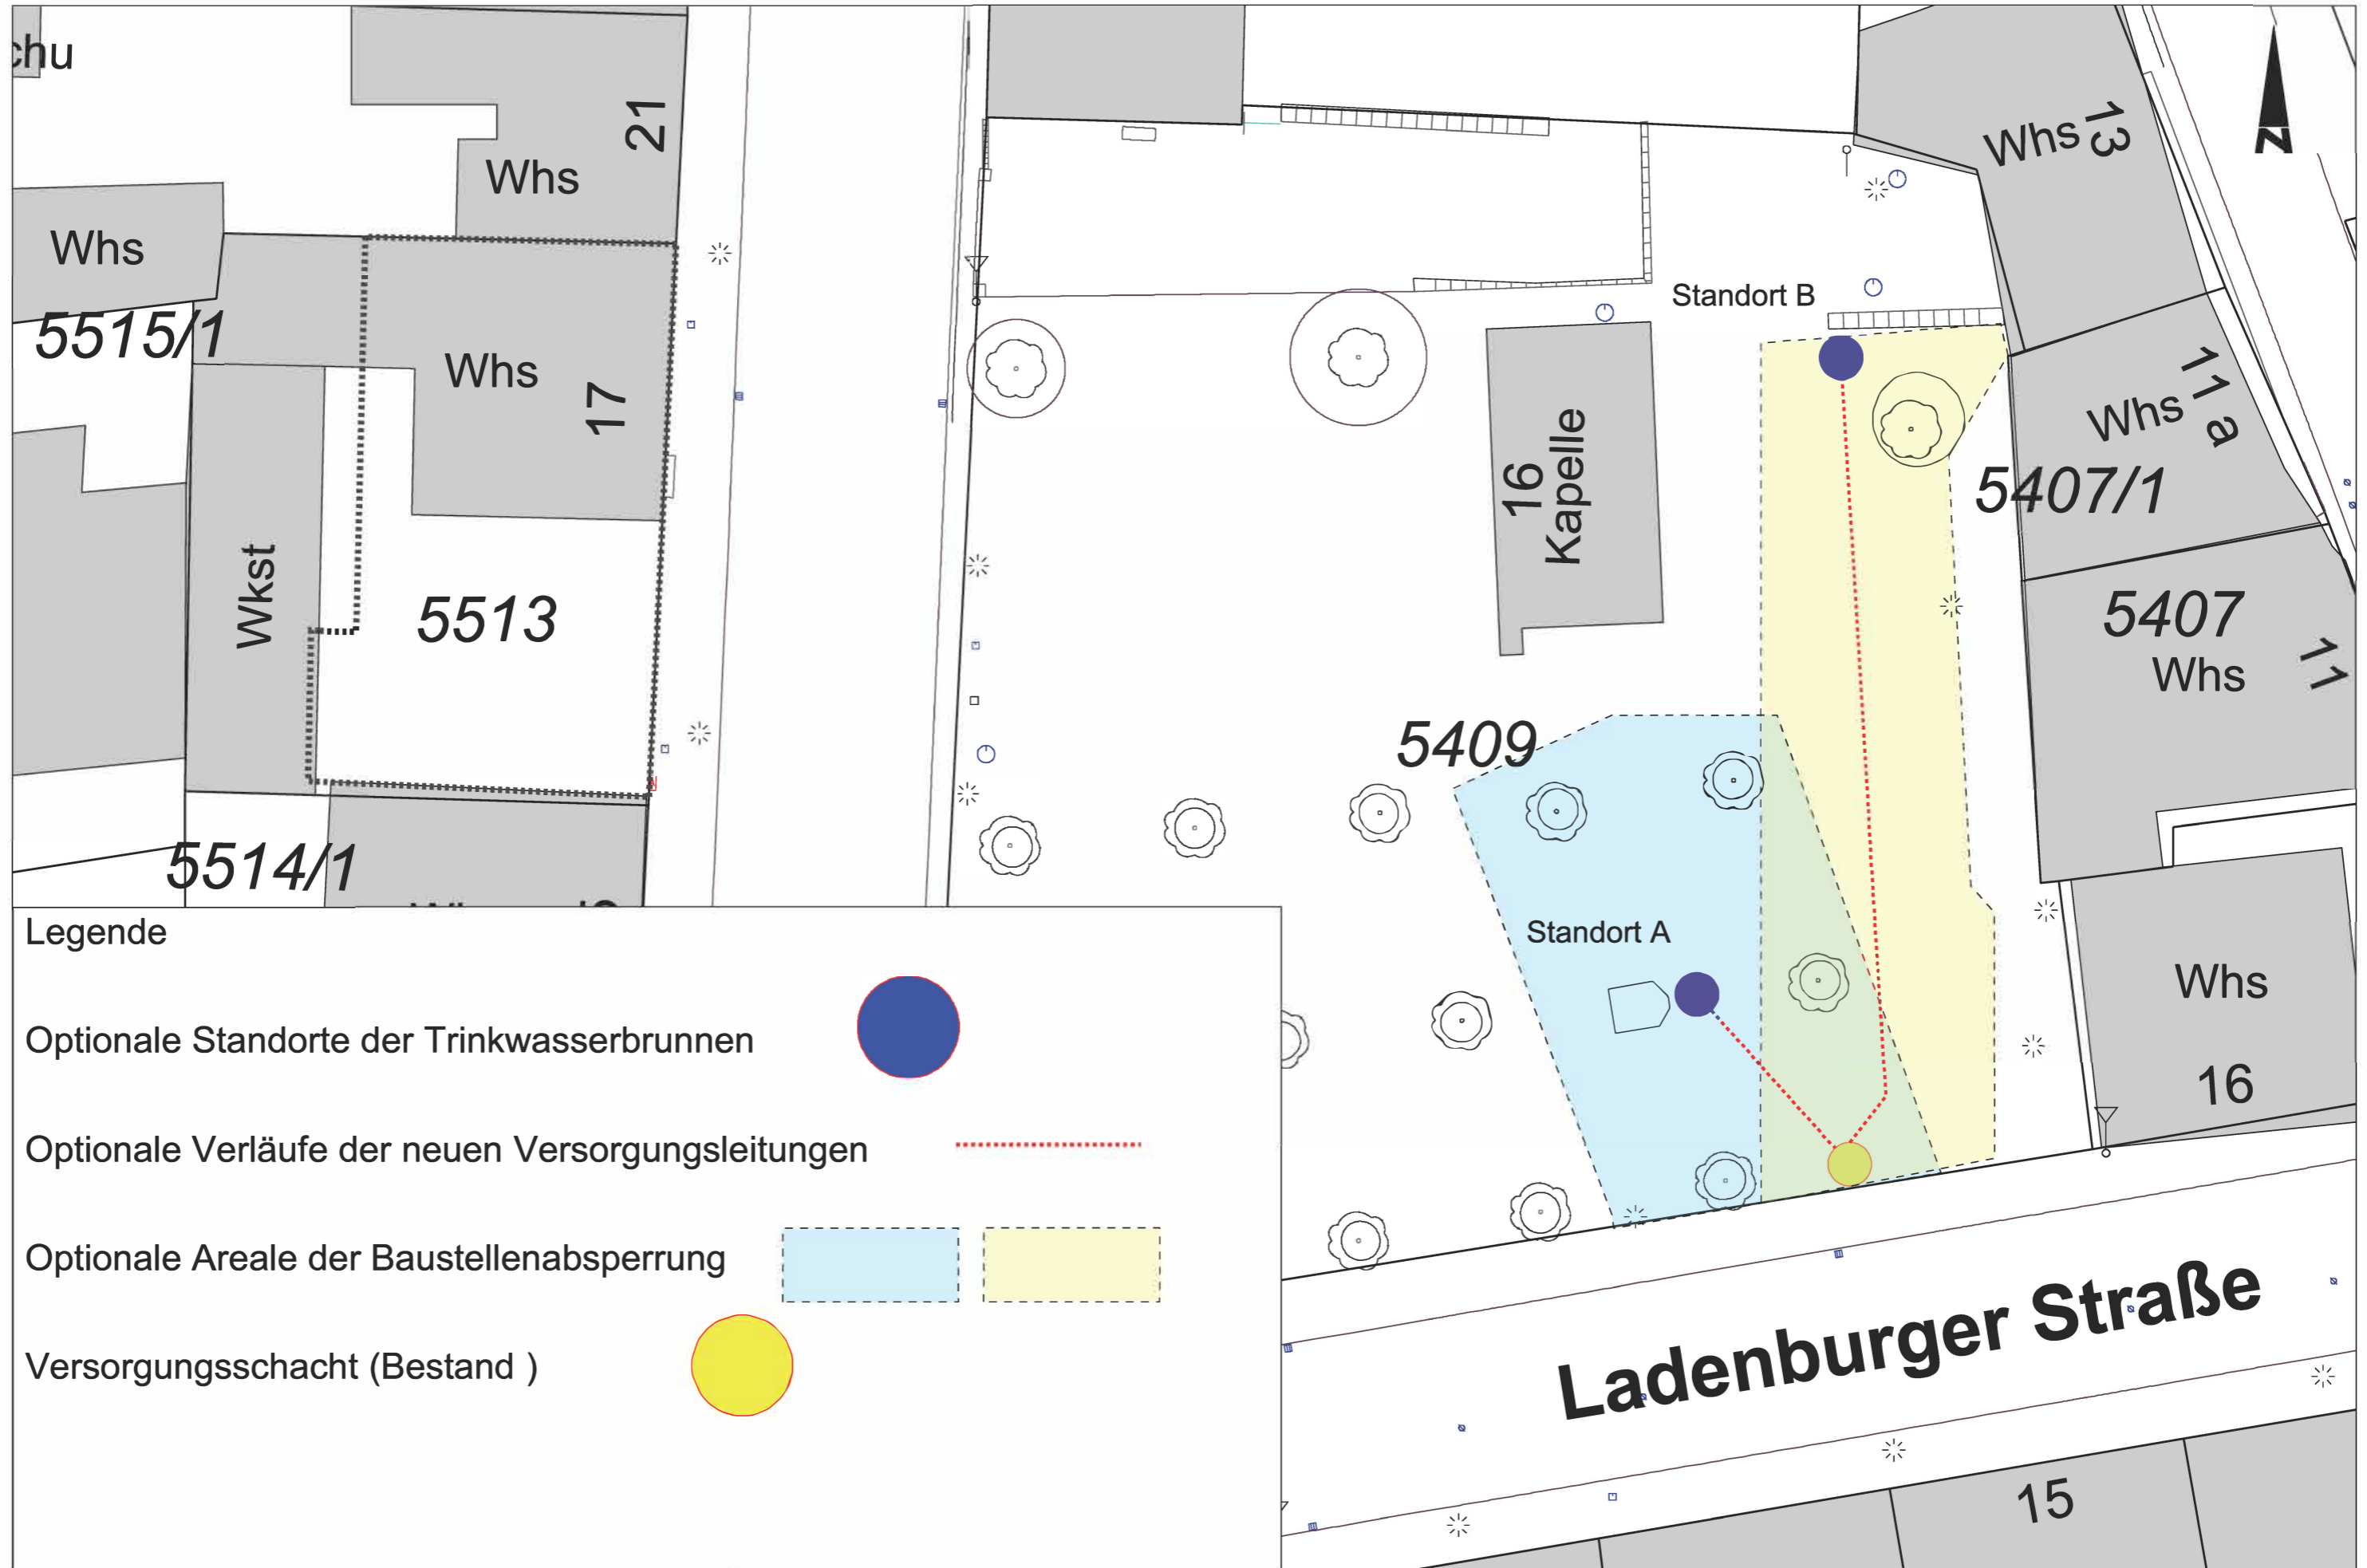 chu
21
Whs
Whs
5515/1
Whs
17
Wkst
5513
5514/1
Whs
13
N
Standort B
Whs
11 a
5407/1
16
Kapelle
5407
Whs
11
5409
Standort A
Whs
16
Ladenburger Straße
15
Legende
Optionale Standorte der Trinkwasserbrunnen
Optionale Verläufe der neuen Versorgungsleitungen
Optionale Areale der Baustellenabsperrung
Versorgungsschacht (Bestand )